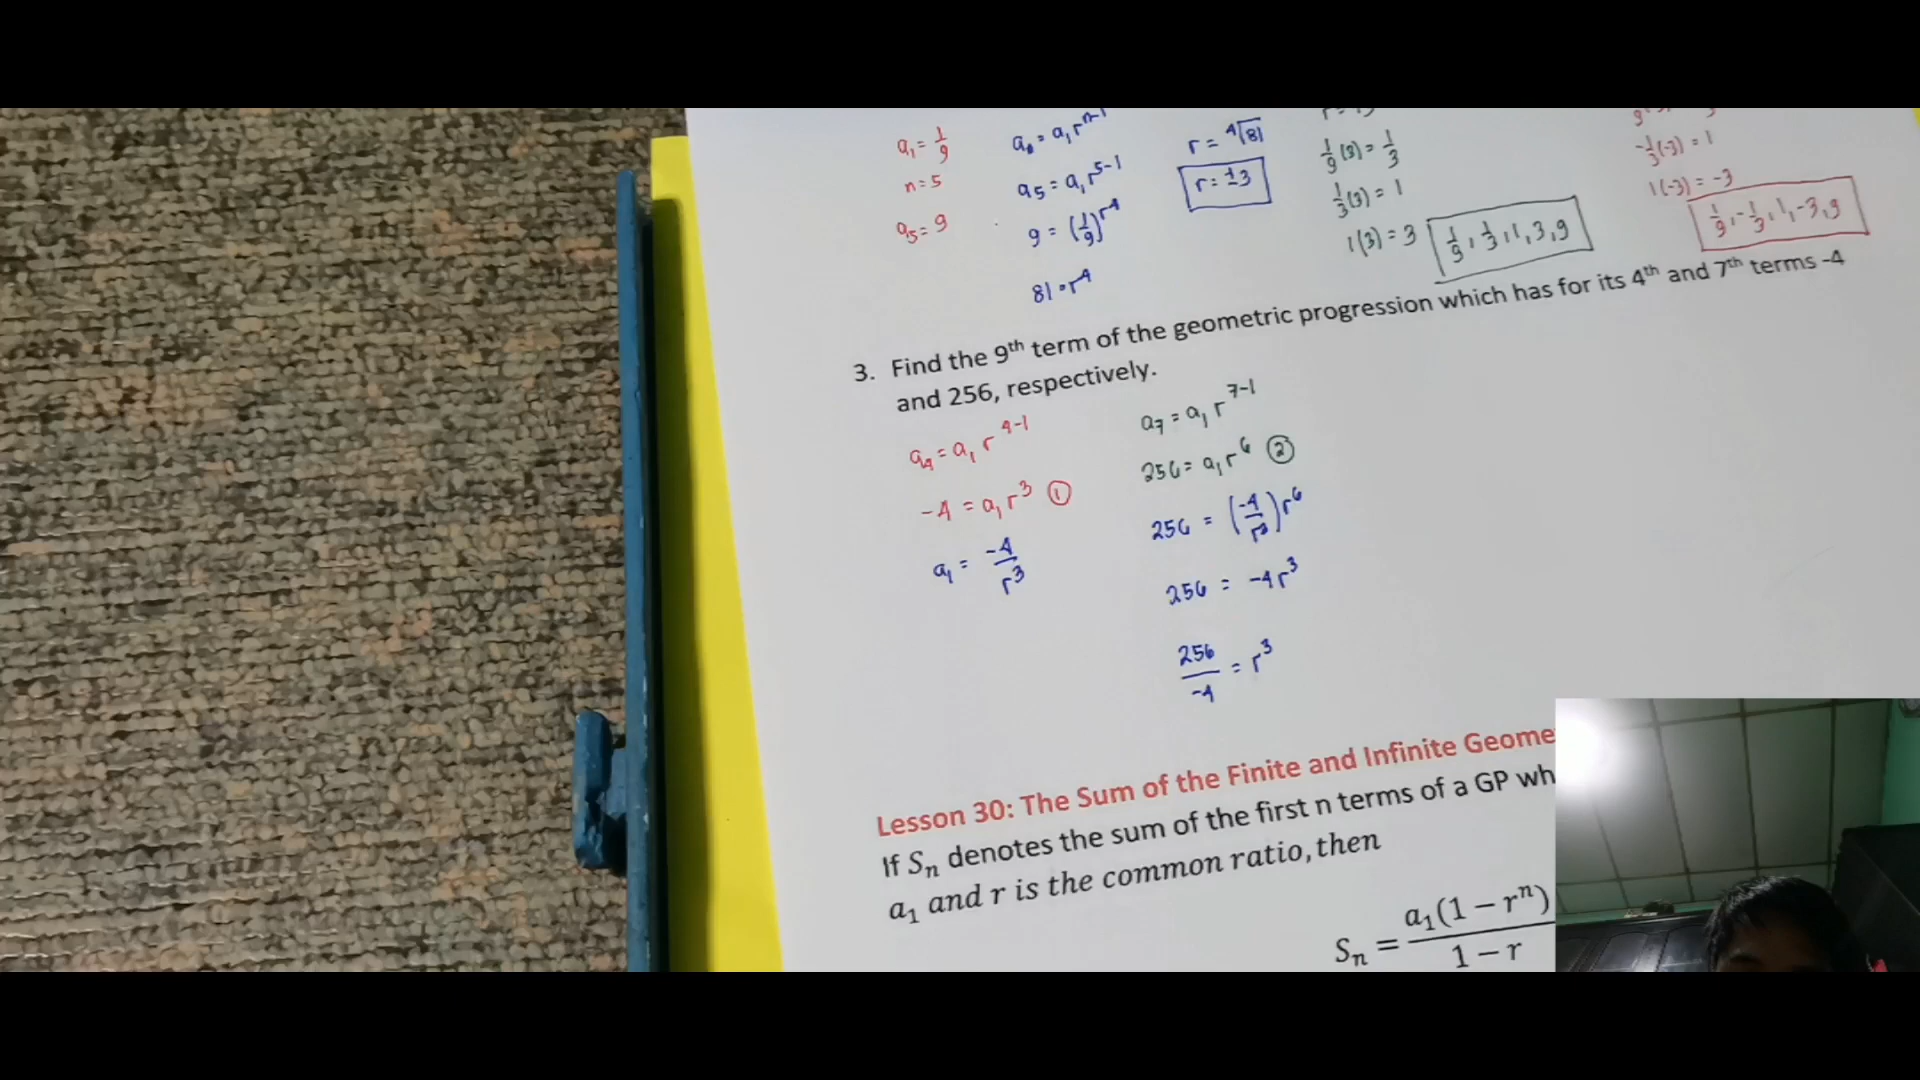 a₁ = 1/9
n = 5
a₅ = 9
aₙ = a₁rⁿ⁻¹
a₅ = a₁r⁵⁻¹
9 = (1/9)r⁴
81 = r⁴
r = ⁴√81
r = ±3
1/9(3) = 1/3
1/3(3) = 1
1(3) = 3
1/9, 1/3, 1, 3, 9
-1/3(-3) = 1
1(-3) = -3
1/9, -1/3, 1, -3, 9
3. Find the 9th term of the geometric progression which has for its 4th and 7th terms -4
and 256, respectively.
a₄ = a₁r⁴⁻¹
-4 = a₁r³ ①
a₁ = -4/r³
a₇ = a₁r⁷⁻¹
256 = a₁r⁶ ②
256 = (-4/r³)r⁶
256 = -4r³
256/-4 = r³
Lesson 30: The Sum of the Finite and Infinite Geome
If Sₙ denotes the sum of the first n terms of a GP wh
a₁ and r is the common ratio, then
Sₙ = a₁(1 − rⁿ)/1 − r